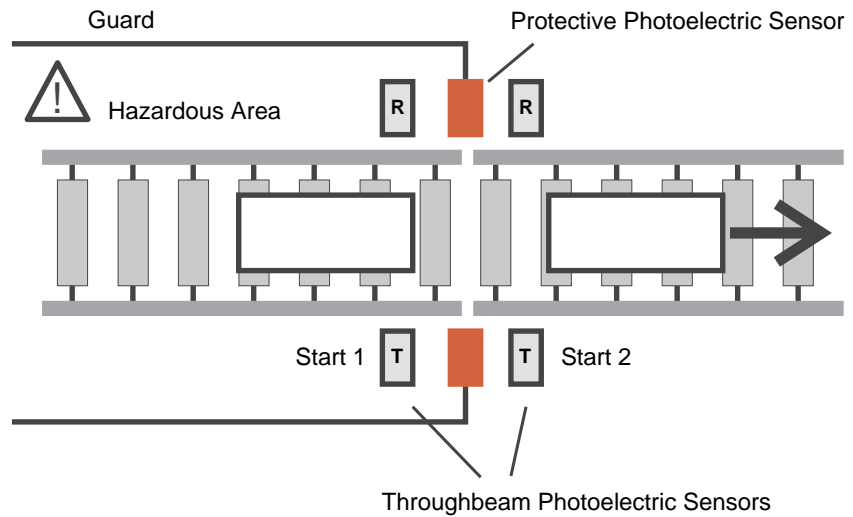 Guard
Protective Photoelectric Sensor
!
Hazardous Area
R
R
Start 1
T
T
Start 2
Throughbeam Photoelectric Sensors